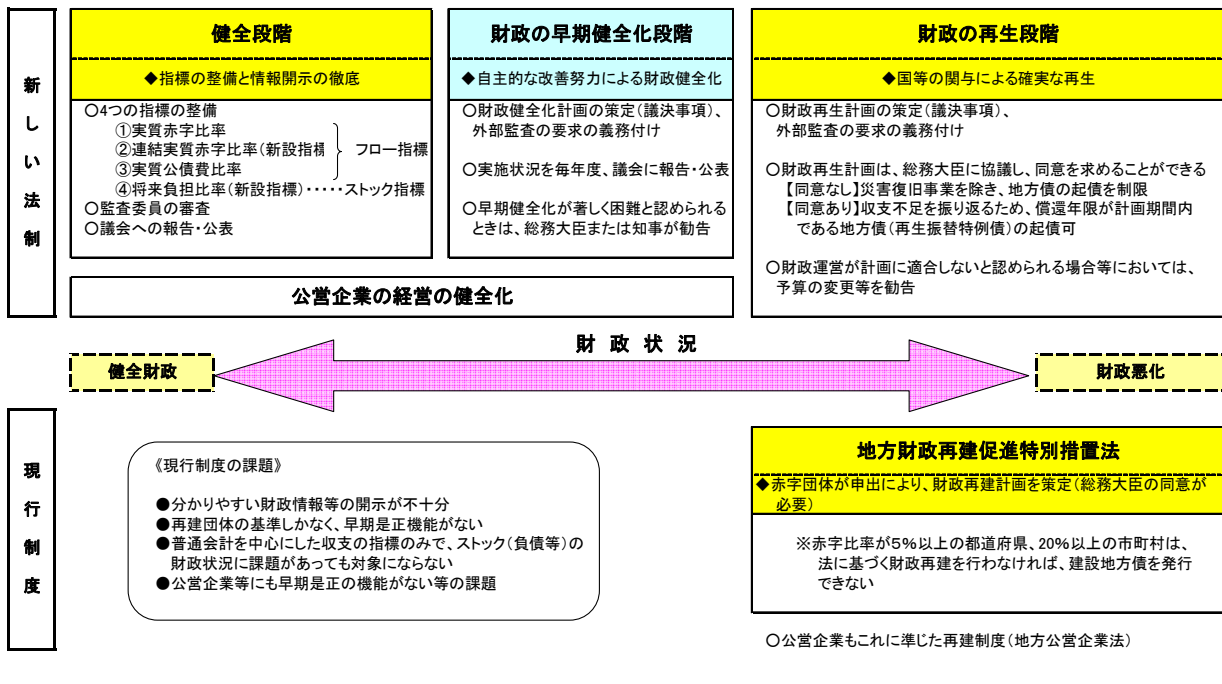 新しい法制
健全段階
◆指標の整備と情報開示の徹底
○4つの指標の整備
①実質赤字比率
②連結実質赤字比率(新設指標
③実質公債費比率
フロー指標
④将来負担比率(新設指標)・・・・・ストック指標
○監査委員の審査
○議会への報告・公表
財政の早期健全化段階
◆自主的な改善努力による財政健全化
○財政健全化計画の策定(議決事項)、
外部監査の要求の義務付け
○実施状況を毎年度、議会に報告・公表
○早期健全化が著しく困難と認められる
ときは、総務大臣または知事が勧告
公営企業の経営の健全化
財政の再生段階
◆国等の関与による確実な再生
○財政再生計画の策定(議決事項)、
外部監査の要求の義務付け
○財政再生計画は、総務大臣に協議し、同意を求めることができる
【同意なし】災害復旧事業を除き、地方債の起債を制限
【同意あり】収支不足を振り返るため、償還年限が計画期間内
である地方債(再生振替特例債)の起債可
○財政運営が計画に適合しないと認められる場合等においては、
予算の変更等を勧告
財政状況
健全財政
財政悪化
現行制度
《現行制度の課題》
●分かりやすい財政情報等の開示が不十分
●再建団体の基準しかなく、早期是正機能がない
●普通会計を中心にした収支の指標のみで、ストック(負債等)の
財政状況に課題があっても対象にならない
●公営企業等にも早期是正の機能がない等の課題
地方財政再建促進特別措置法
◆赤字団体が申出により、財政再建計画を策定(総務大臣の同意が
必要)
※赤字比率が5%以上の都道府県、20%以上の市町村は、
法に基づく財政再建を行わなければ、建設地方債を発行
できない
○公営企業もこれに準じた再建制度(地方公営企業法)